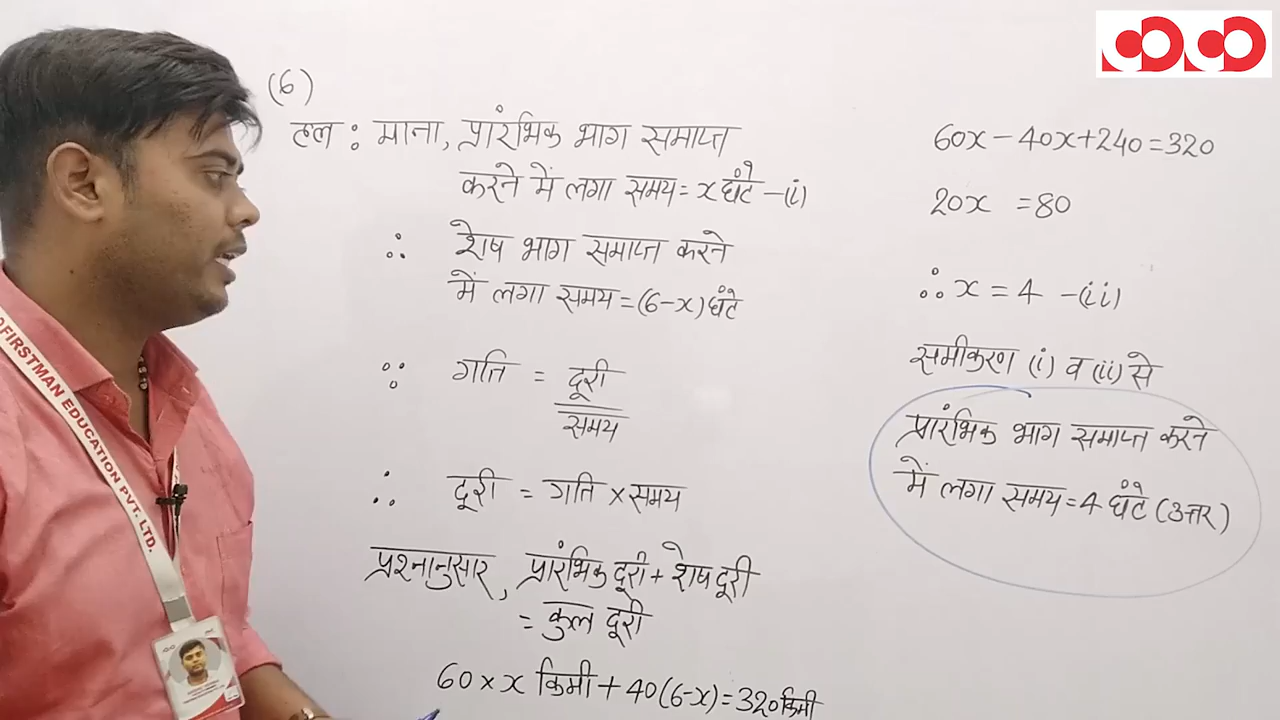 (6)
हल : माना, प्रारंभिक भाग समाप्त
करने में लगा समय = x घंटे -(i)
∴ शेष भाग समाप्त करने
में लगा समय = (6-x) घंटे
∵ गति = दूरी
समय
∴ दूरी = गति × समय
प्रश्नानुसार, प्रारंभिक दूरी + शेष दूरी
= कुल दूरी
60 × x किमी + 40(6-x) = 320 किमी
60x - 40x + 240 = 320
20x = 80
∴ x = 4 -(ii)
समीकरण (i) व (ii) से
प्रारंभिक भाग समाप्त करने
में लगा समय = 4 घंटे (उत्तर)
FIRSTMAN EDUCATION PVT. LTD.